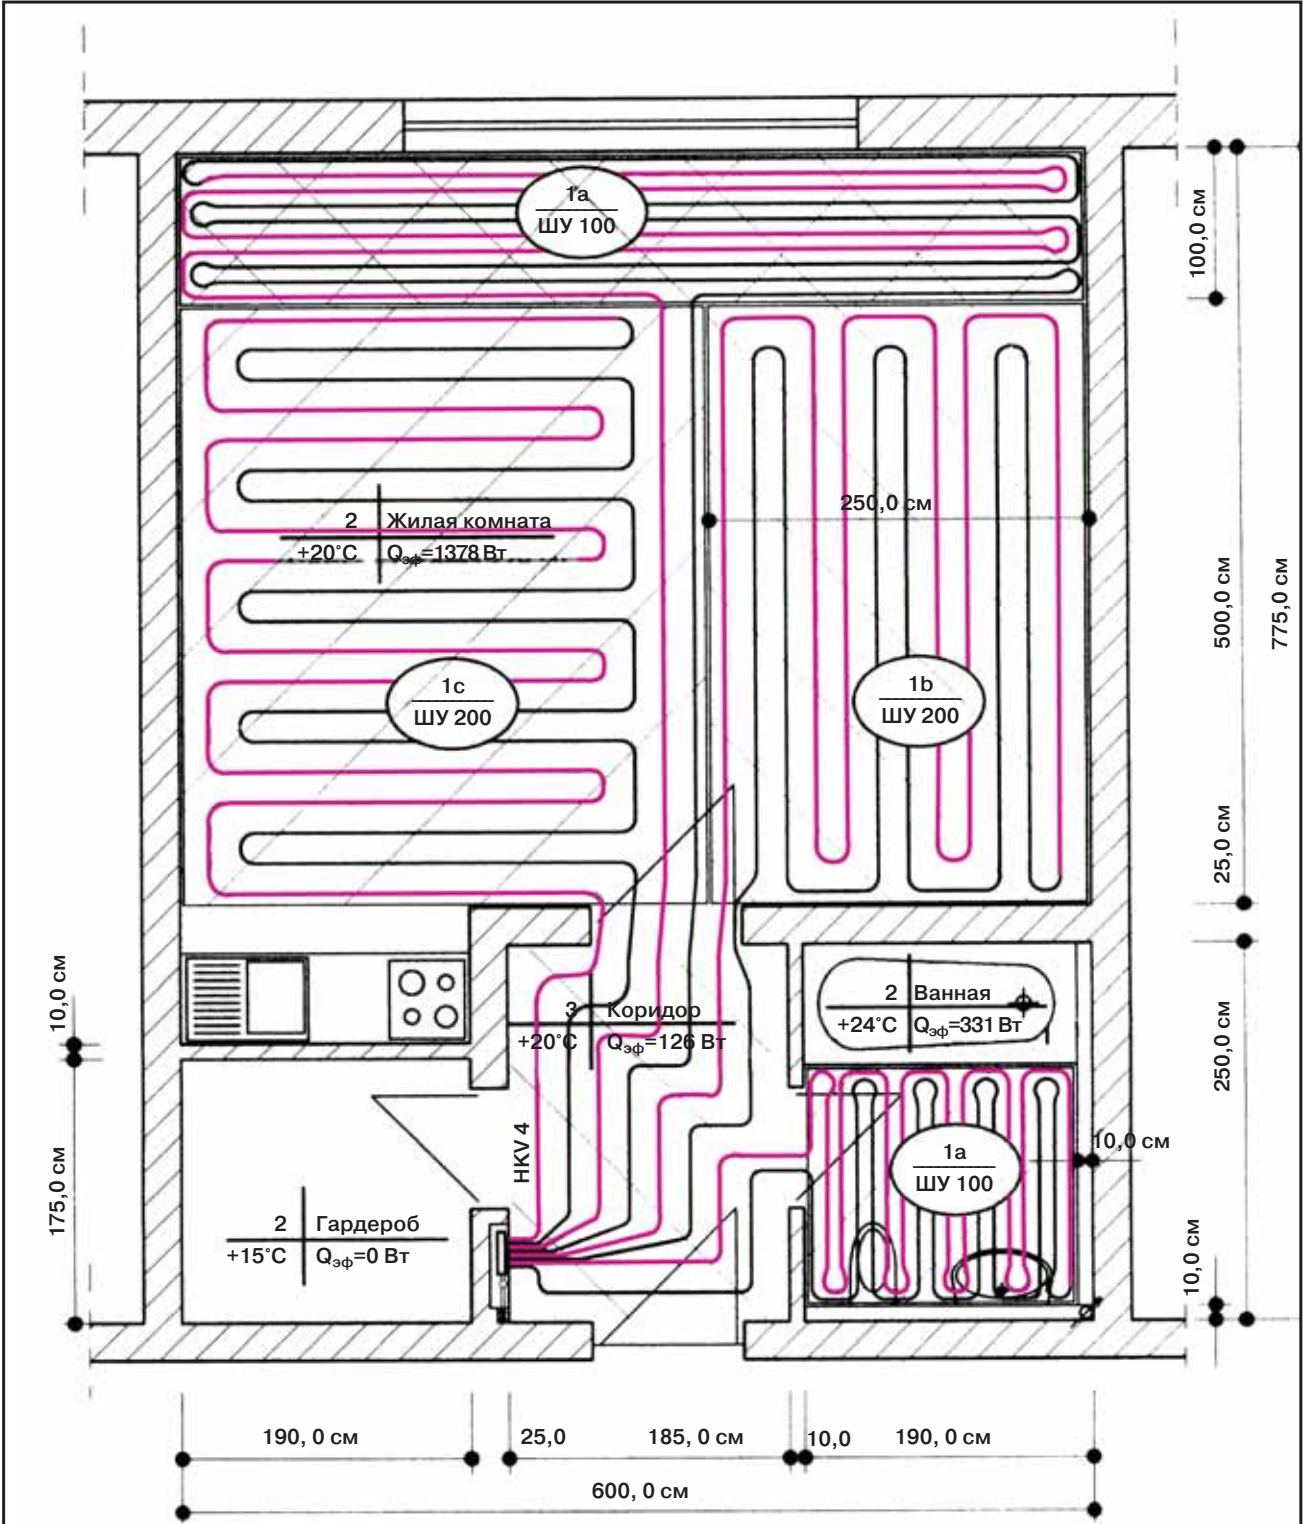 1a
ШУ 100
100,0 см
250,0 см
2 Жилая комната
+20°C Qэф=1378 Вт
500,0 см
775,0 см
1c
ШУ 200
1b
ШУ 200
25,0 см
10,0 см
3 Коридор
+20°C Qэф=126 Вт
2 Ванная
+24°C Qэф=331 Вт
250,0 см
HKV 4
1a
ШУ 100
10,0 см
175,0 см
2 Гардероб
+15°C Qэф=0 Вт
10,0 см
190, 0 см
25,0
185, 0 см
10,0
190, 0 см
600, 0 см